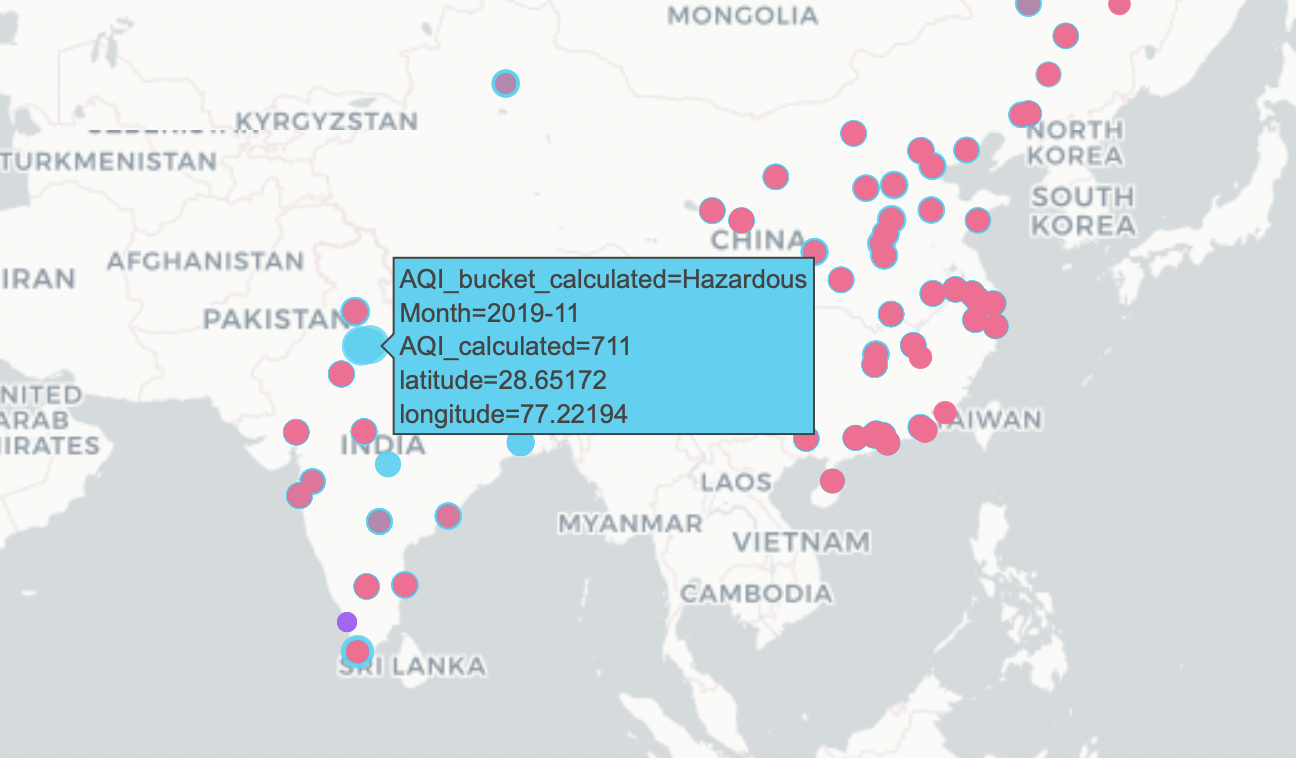 MONGOLIA
KYRGYZSTAN
TURKMENISTAN
NORTH
KOREA
SOUTH
KOREA
CHINA
AFGHANISTAN
IRAN
PAKISTAN
AQI_bucket_calculated=Hazardous
Month=2019-11
AQI_calculated=711
latitude=28.65172
longitude=77.22194
NITED
ARAB
IRATES
INDIA
AIWAN
LAOS
MYANMAR
VIETNAM
CAMBODIA
SRI LANKA